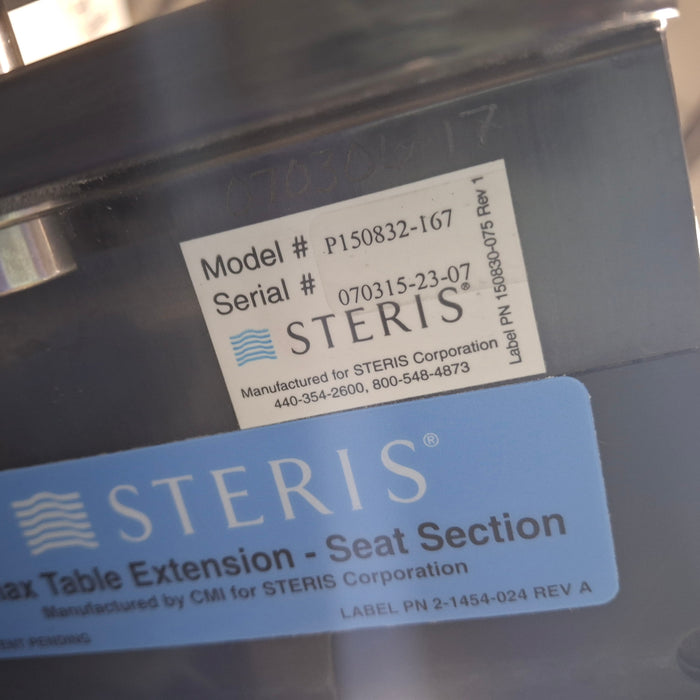 Model # P150832-167
Serial # 070315-23-07
STERIS®
Manufactured for STERIS Corporation
440-354-2600, 800-548-4873
Label PN 150830-075 Rev 1
STERIS®
Table Extension - Seat Section
Manufactured by CMI for STERIS Corporation
LABEL PN 2-1454-024 REV A
PENDING